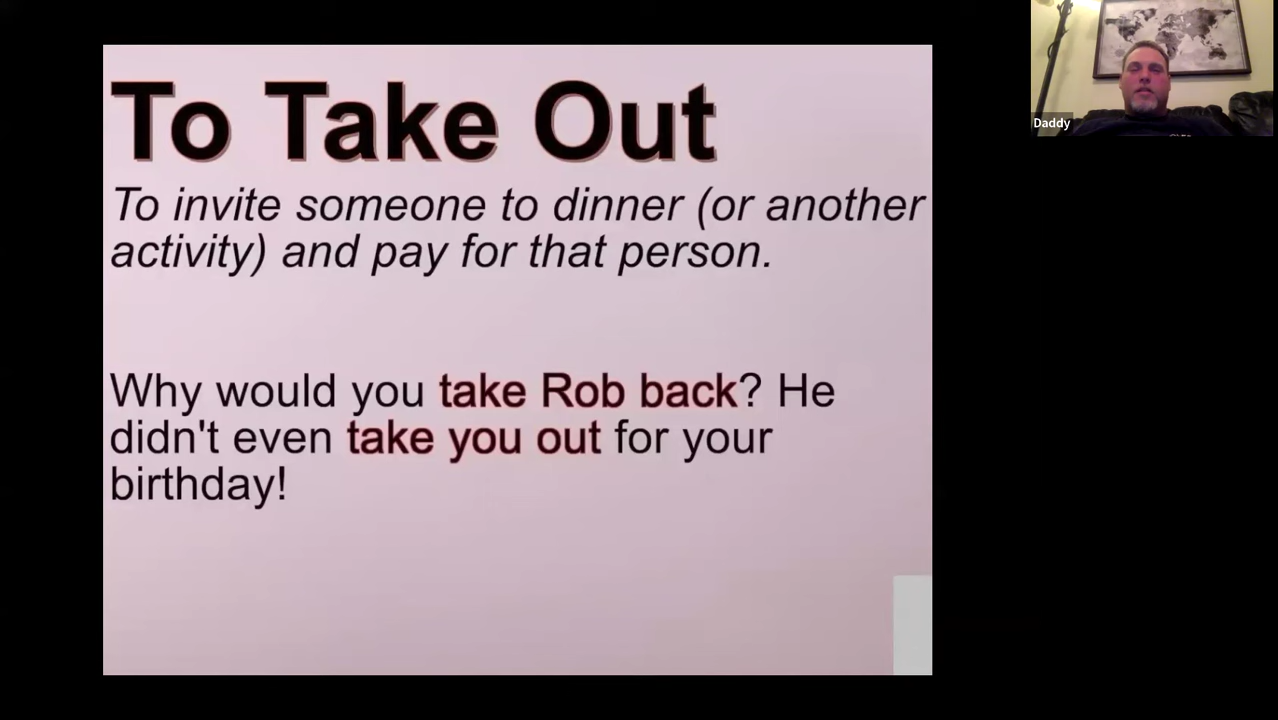 To Take Out
To invite someone to dinner (or another
activity) and pay for that person.
Why would you take Rob back? He
didn't even take you out for your
birthday!
Daddy